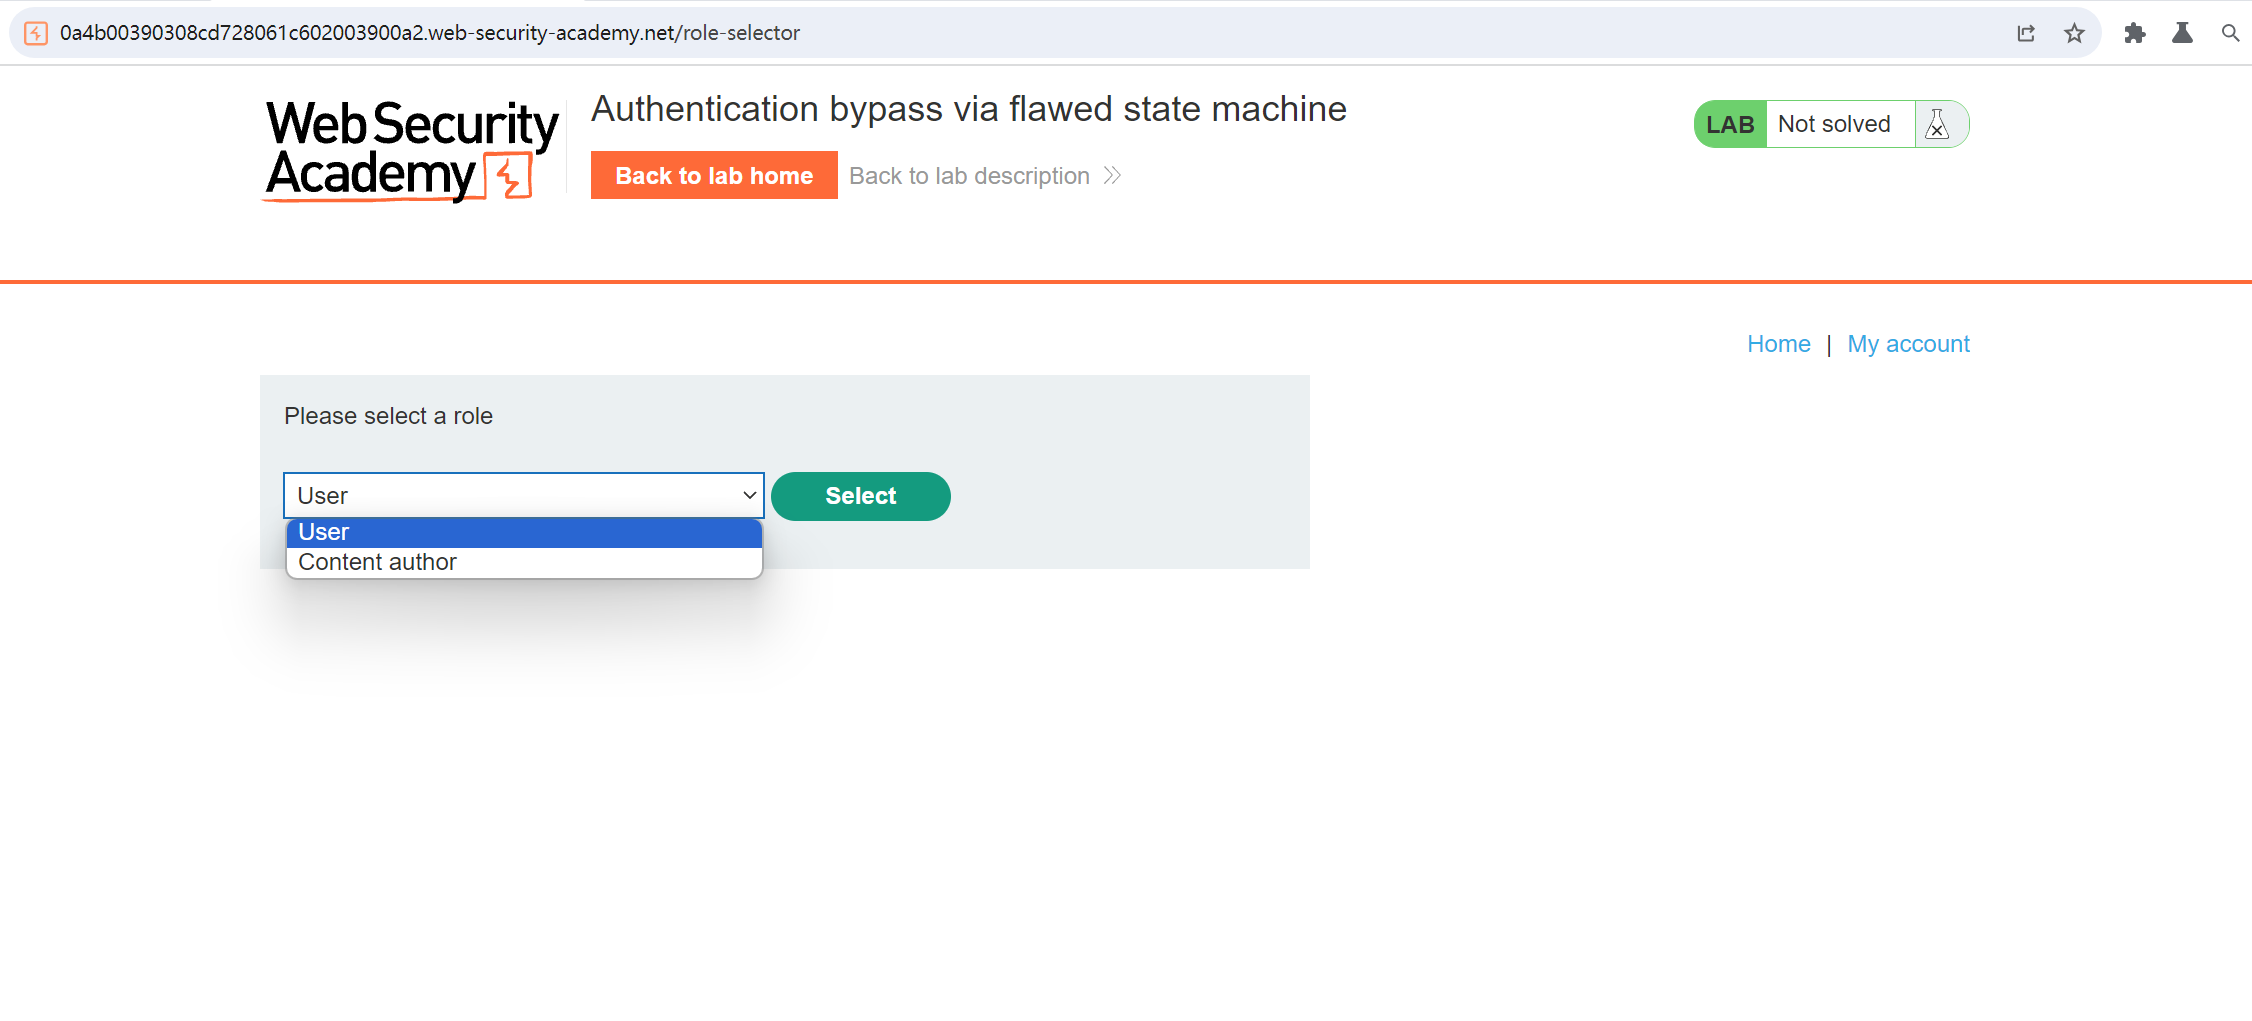 0a4b00390308cd728061c602003900a2.web-security-academy.net/role-selector
Web Security
Academy
Authentication bypass via flawed state machine
LAB Not solved
Back to lab home Back to lab description
Home | My account
Please select a role
User Select
User
Content author